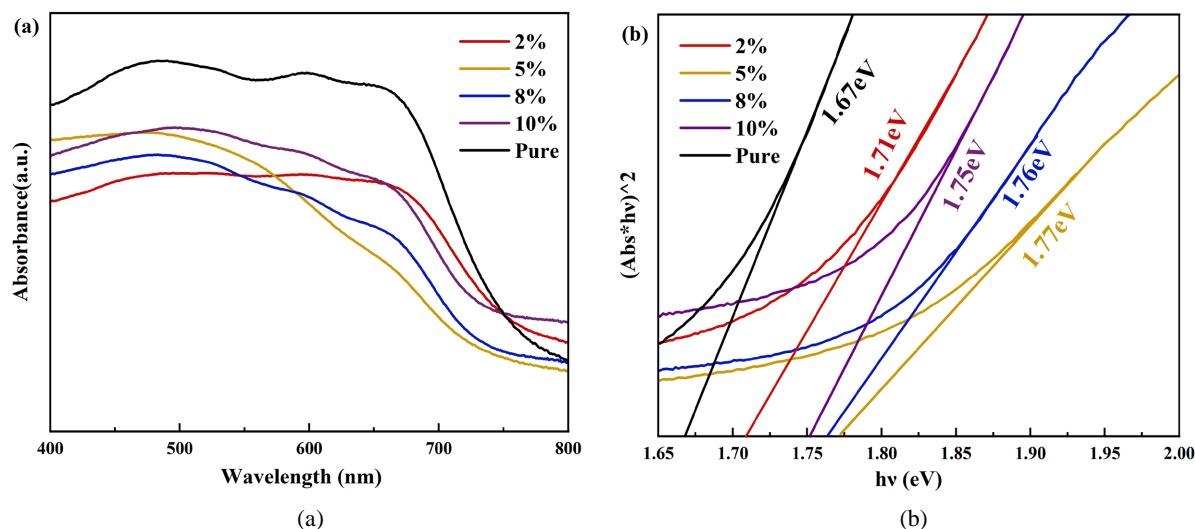 (a)
2%
5%
8%
10%
Pure
Absorbance(a.u.)
400
500
600
700
800
Wavelength (nm)
(a)
(b)
2%
5%
8%
10%
Pure
1.67eV
1.71eV
1.75eV
1.76eV
1.77eV
(Abs*hν)^2
1.65
1.70
1.75
1.80
1.85
1.90
1.95
2.00
hν (eV)
(b)